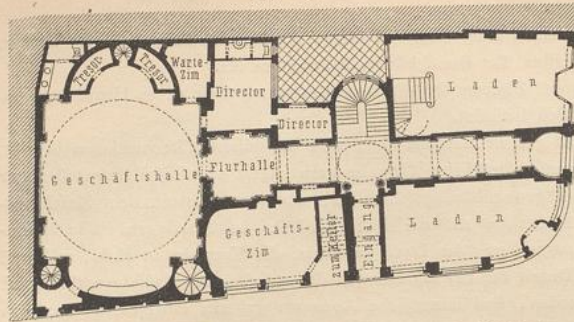 Tresor
Tresor
Warte-
Zim
Director
Director
Laden
Geschäftshalle
Flurhalle
Geschäfts-
Zim
zum Keller
Eingang
Laden